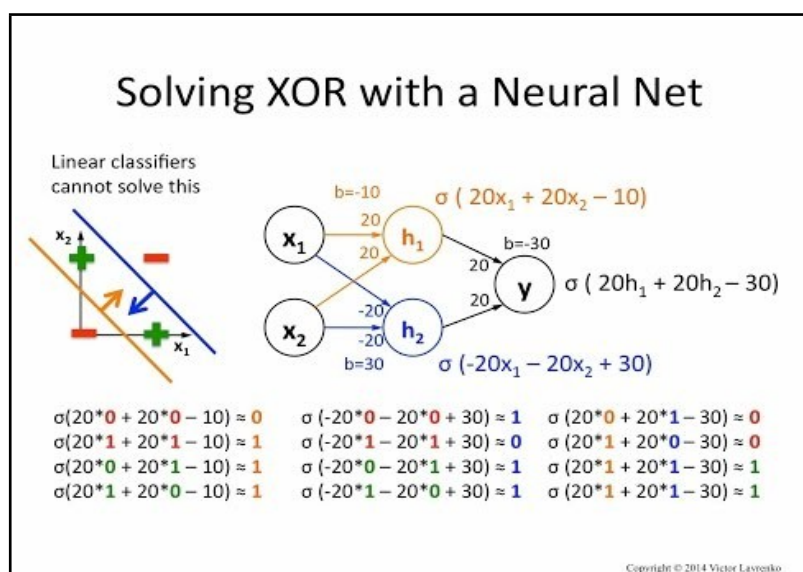 Solving XOR with a Neural Net
Linear classifiers
cannot solve this
x₂
x₁
b=-10
σ ( 20x₁ + 20x₂ – 10)
x₁
20
20
h₁
b=-30
20
20
y
σ ( 20h₁ + 20h₂ – 30)
x₂
-20
-20
h₂
b=30
σ (-20x₁ – 20x₂ + 30)
σ(20*0 + 20*0 – 10) ≈ 0
σ(20*1 + 20*1 – 10) ≈ 1
σ(20*0 + 20*1 – 10) ≈ 1
σ(20*1 + 20*0 – 10) ≈ 1
σ (-20*0 – 20*0 + 30) ≈ 1
σ (-20*1 – 20*1 + 30) ≈ 0
σ (-20*0 – 20*1 + 30) ≈ 1
σ (-20*1 – 20*0 + 30) ≈ 1
σ (20*0 + 20*1 – 30) ≈ 0
σ (20*1 + 20*0 – 30) ≈ 0
σ (20*1 + 20*1 – 30) ≈ 1
σ (20*1 + 20*1 – 30) ≈ 1
Copyright © 2014 Victor Lavrenko